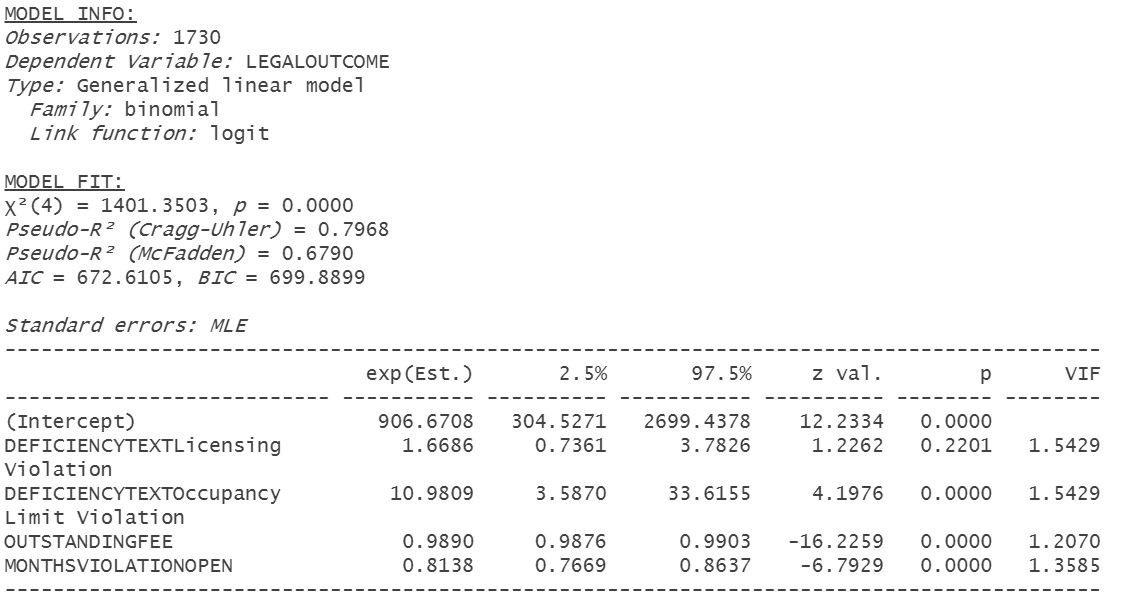 MODEL INFO:
Observations: 1730
Dependent Variable: LEGALOUTCOME
Type: Generalized linear model
Family: binomial
Link function: logit
MODEL FIT:
χ²(4) = 1401.3503, p = 0.0000
Pseudo-R² (Cragg-Uhler) = 0.7968
Pseudo-R² (McFadden) = 0.6790
AIC = 672.6105, BIC = 699.8899
Standard errors: MLE
exp(Est.) 2.5% 97.5% z val. p VIF
(Intercept) 906.6708 304.5271 2699.4378 12.2334 0.0000
DEFICIENCYTEXTLicensing 1.6686 0.7361 3.7826 1.2262 0.2201 1.5429
Violation
DEFICIENCYTEXTOccupancy 10.9809 3.5870 33.6155 4.1976 0.0000 1.5429
Limit Violation
OUTSTANDINGFEE 0.9890 0.9876 0.9903 -16.2259 0.0000 1.2070
MONTHSVIOLATIONOPEN 0.8138 0.7669 0.8637 -6.7929 0.0000 1.3585